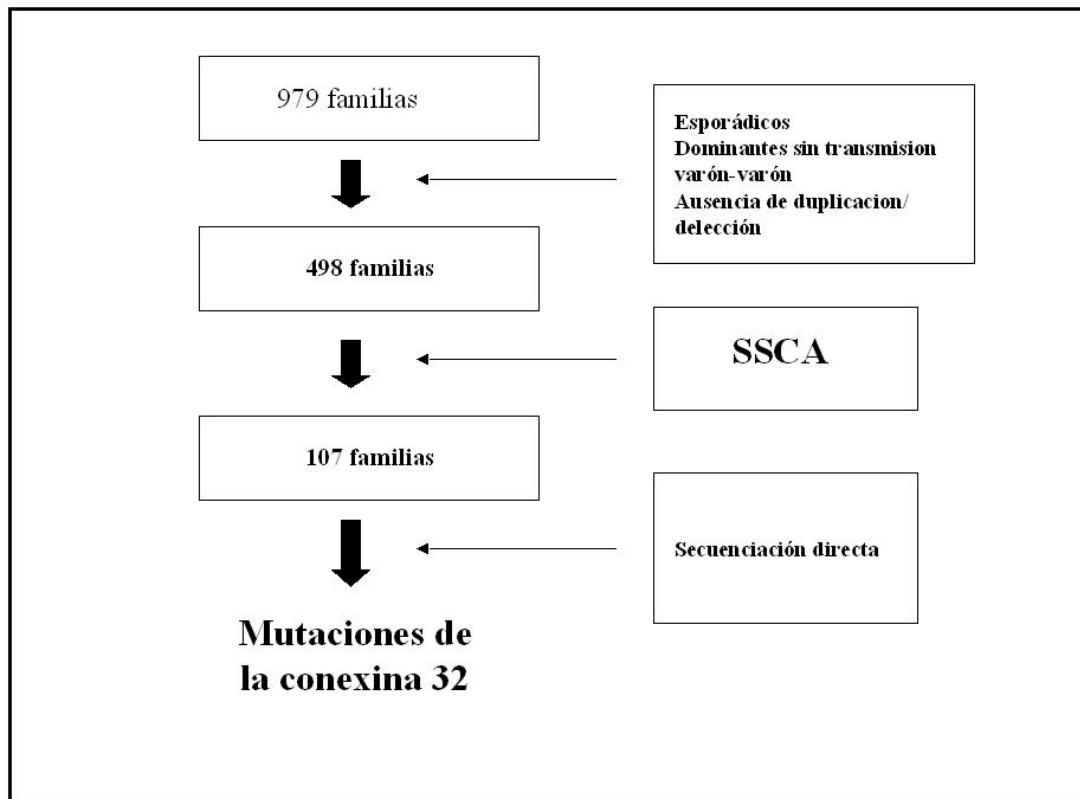 979 familias
Esporádicos
Dominantes sin transmision
varón-varón
Ausencia de duplicacion/
delección
498 familias
SSCA
107 familias
Secuenciación directa
Mutaciones de
la conexina 32